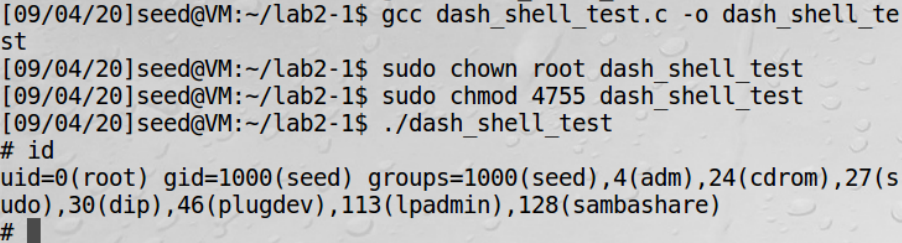 [09/04/20]seed@VM:~/lab2-1$ gcc dash_shell_test.c -o dash_shell_te
st
[09/04/20]seed@VM:~/lab2-1$ sudo chown root dash_shell_test
[09/04/20]seed@VM:~/lab2-1$ sudo chmod 4755 dash_shell_test
[09/04/20]seed@VM:~/lab2-1$ ./dash_shell_test
# id
uid=0(root) gid=1000(seed) groups=1000(seed),4(adm),24(cdrom),27(s
udo),30(dip),46(plugdev),113(lpadmin),128(sambashare)
#